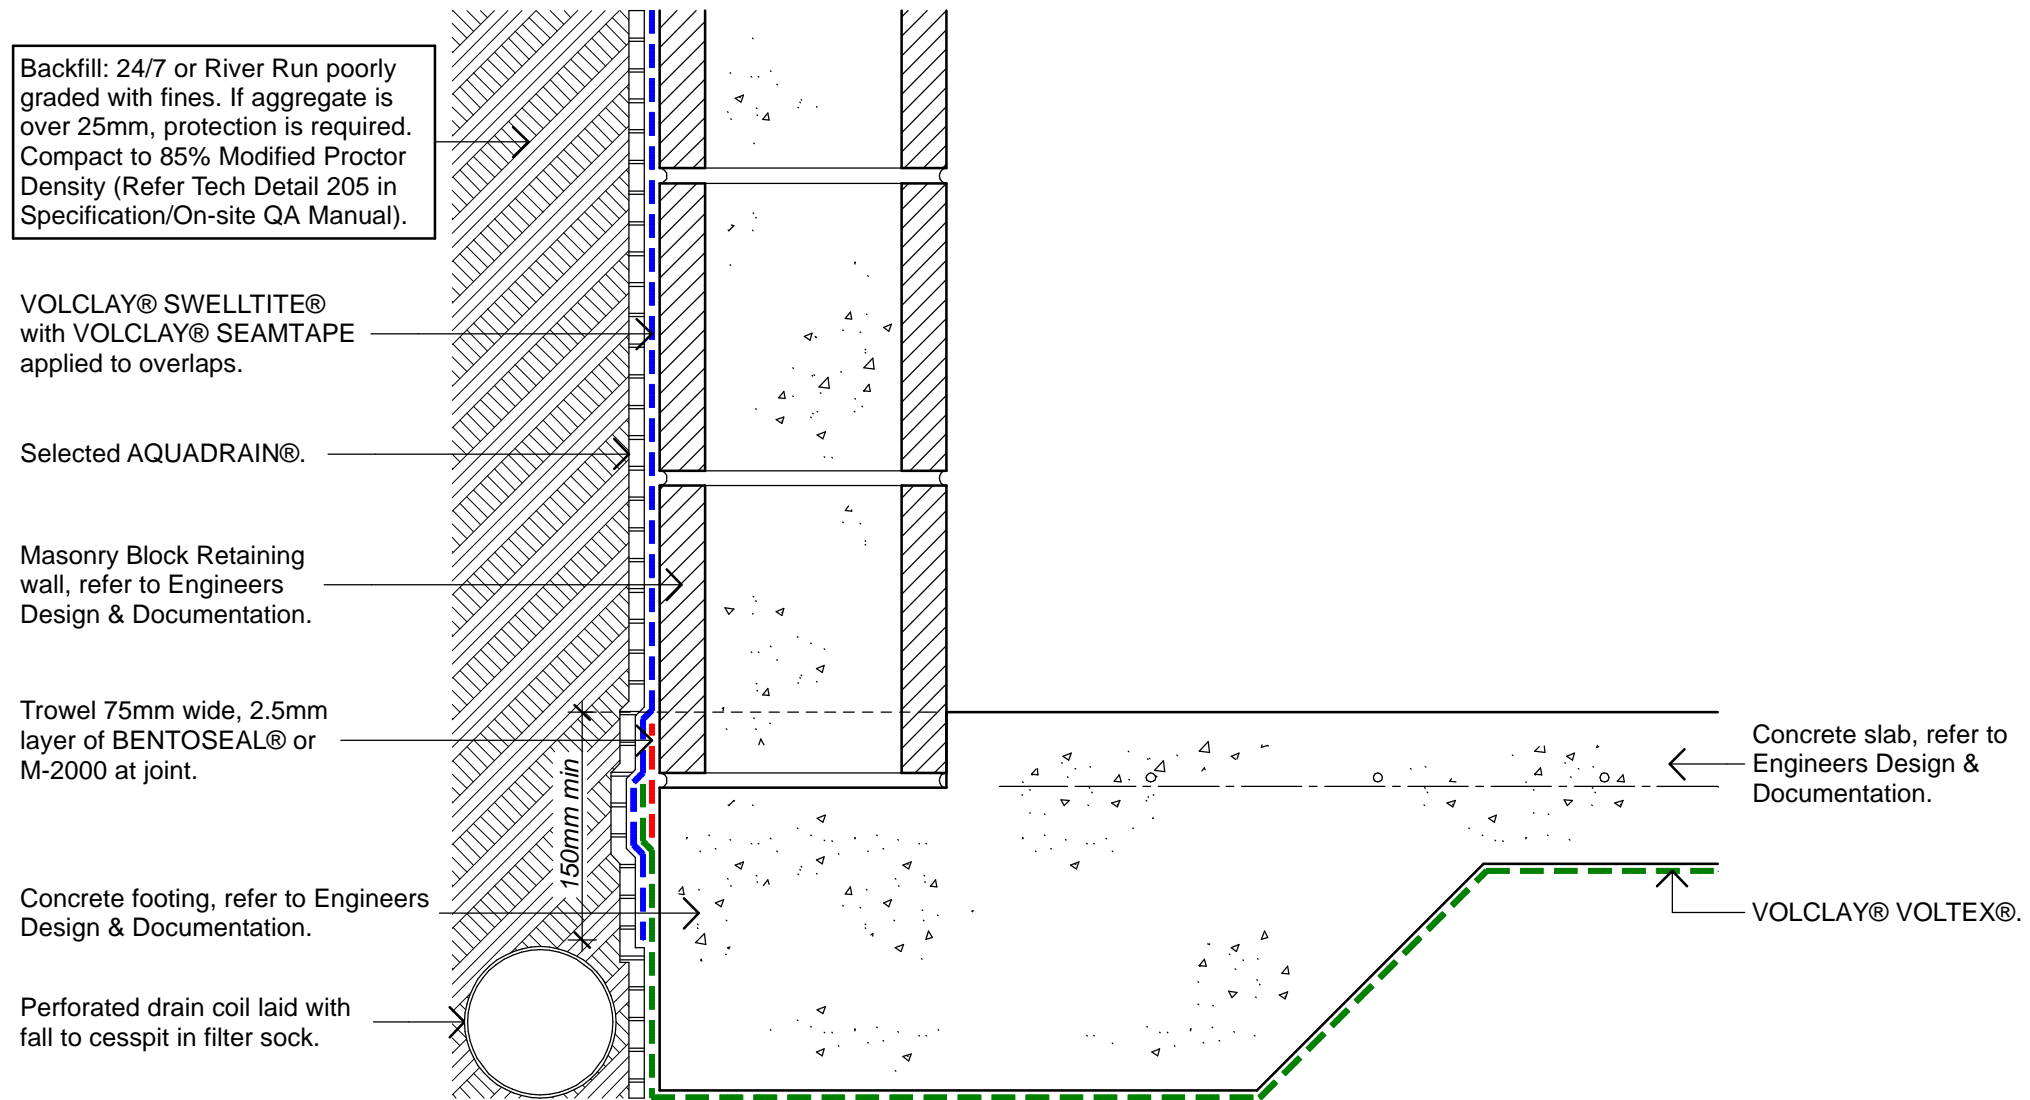 Backfill: 24/7 or River Run poorly
graded with fines. If aggregate is
over 25mm, protection is required.
Compact to 85% Modified Proctor
Density (Refer Tech Detail 205 in
Specification/On-site QA Manual).
VOLCLAY® SWELLTITE®
with VOLCLAY® SEAMTAPE
applied to overlaps.
Selected AQUADRAIN®.
Masonry Block Retaining
wall, refer to Engineers
Design & Documentation.
Trowel 75mm wide, 2.5mm
layer of BENTOSEAL® or
M-2000 at joint.
150mm min
Concrete footing, refer to Engineers
Design & Documentation.
Perforated drain coil laid with
fall to cesspit in filter sock.
Concrete slab, refer to
Engineers Design &
Documentation.
VOLCLAY® VOLTEX®.